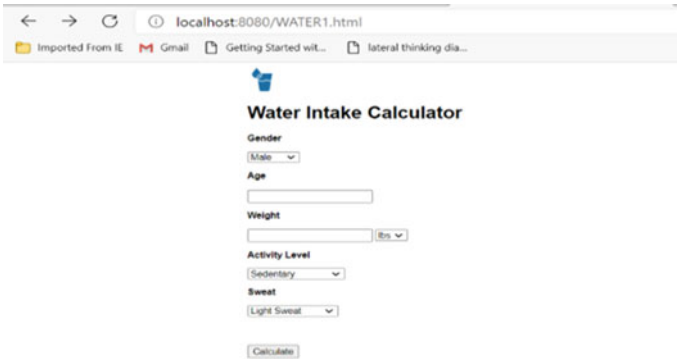 localhost:8080/WATER1.html
Imported From IE Gmail Getting Started wit... lateral thinking dia...
Water Intake Calculator
Gender
Male
Age
Weight
lbs
Activity Level
Sedentary
Sweat
Light Sweat
Calculate